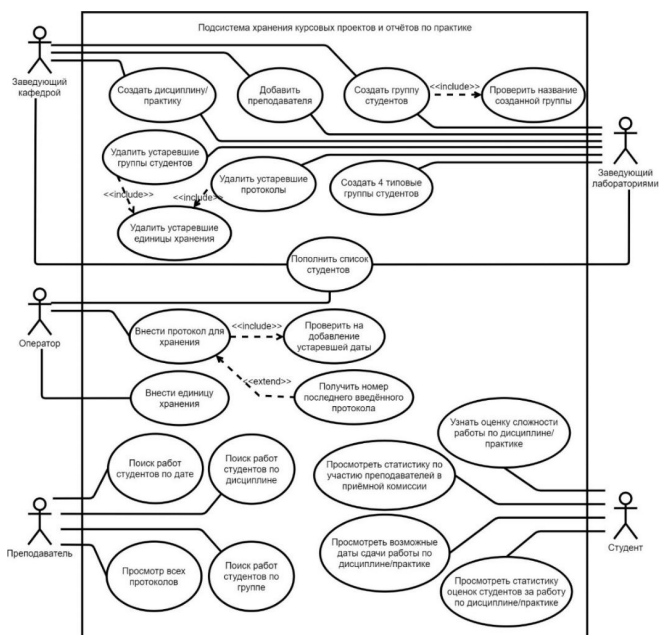 Подсистема хранения курсовых проектов и отчётов по практике
Заведующий
кафедрой
Создать дисциплину/
практику
Добавить
преподавателя
Создать группу
студентов
<<include>>
Проверить название
созданной группы
Заведующий
лабораториями
Удалить устаревшие
группы студентов
Удалить устаревшие
протоколы
Создать 4 типовые
группы студентов
<<include>>
<<include>>
Удалить устаревшие
единицы хранения
Пополнить список
студентов
Оператор
Внести протокол для
хранения
<<include>>
Проверить на
добавление
устаревшей даты
<<extend>>
Внести единицу
хранения
Получить номер
последнего введённого
протокола
Узнать оценку сложности
работы по дисциплине/
практике
Поиск работ
студентов по дате
Поиск работ
студентов по
дисциплине
Просмотреть статистику по
участию преподавателей в
приёмной комиссии
Преподаватель
Студент
Просмотр всех
протоколов
Поиск работ
студентов по
группе
Просмотреть возможные
даты сдачи работы по
дисциплине/практике
Просмотреть статистику
оценок студентов за работу
по дисциплине/практике